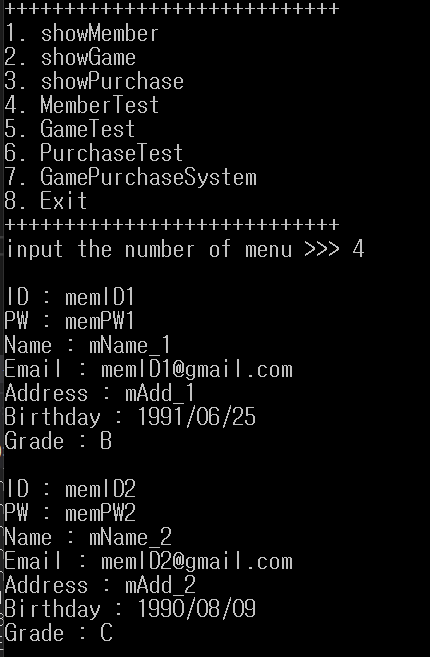 ++++++++++++++++++++++++++++
1. showMember
2. showGame
3. showPurchase
4. MemberTest
5. GameTest
6. PurchaseTest
7. GamePurchaseSystem
8. Exit
++++++++++++++++++++++++++++
input the number of menu >>> 4
ID : memID1
PW : memPW1
Name : mName_1
Email : memID1@gmail.com
Address : mAdd_1
Birthday : 1991/06/25
Grade : B
ID : memID2
PW : memPW2
Name : mName_2
Email : memID2@gmail.com
Address : mAdd_2
Birthday : 1990/08/09
Grade : C